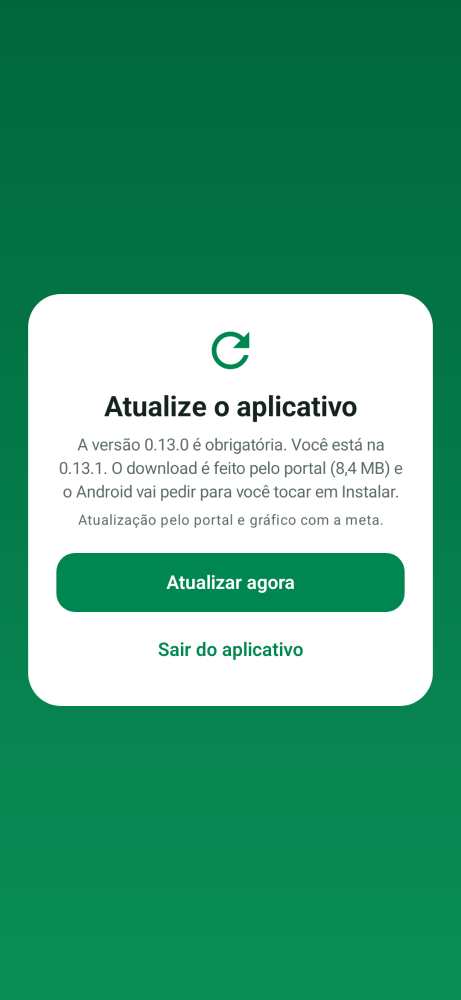 Atualize o aplicativo
A versão 0.13.0 é obrigatória. Você está na
0.13.1. O download é feito pelo portal (8,4 MB) e
o Android vai pedir para você tocar em Instalar.
Atualização pelo portal e gráfico com a meta.
Atualizar agora
Sair do aplicativo